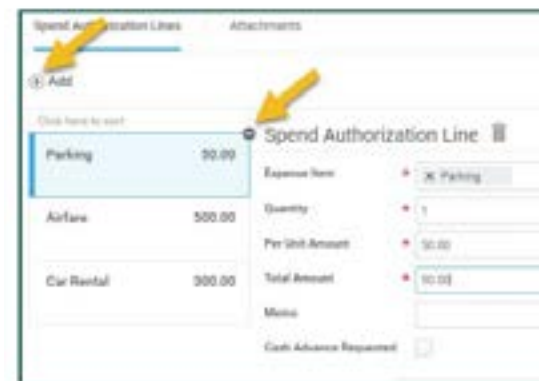 Spend Authorization Lines Attachments
Add
Click here to sort
Parking 50.00
Airfare 500.00
Car Rental 300.00
Spend Authorization Line
Expense Item * × Parking
Quantity * 1
Per Unit Amount * 50.00
Total Amount * 50.00
Memo
Cash Advance Requested